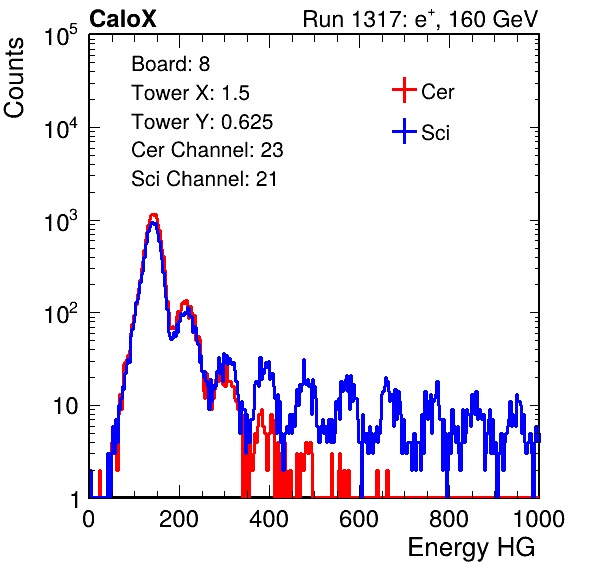 CaloX Run 1317: e⁺, 160 GeV
Counts
Board: 8
Tower X: 1.5
Tower Y: 0.625
Cer Channel: 23
Sci Channel: 21
Cer
Sci
10⁵
10⁴
10³
10²
10
1
0 200 400 600 800 1000
Energy HG